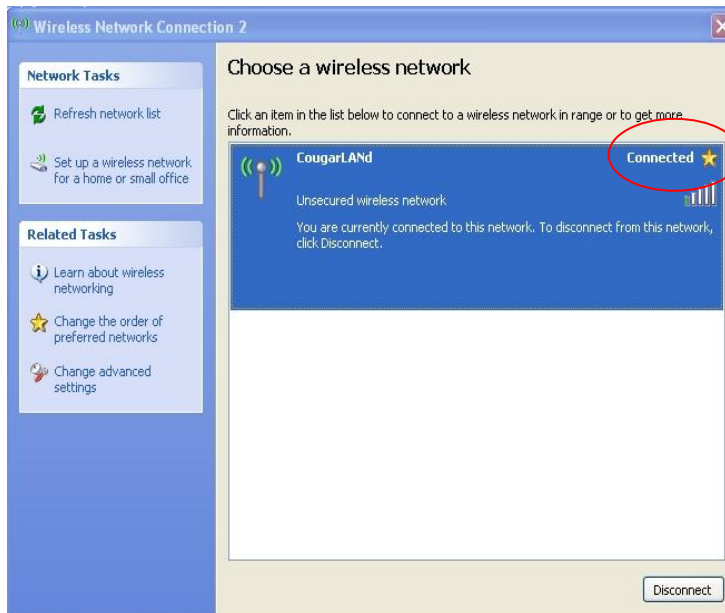 Wireless Network Connection 2
Network Tasks
Refresh network list
Set up a wireless network
for a home or small office
Related Tasks
Learn about wireless
networking
Change the order of
preferred networks
Change advanced
settings
Choose a wireless network
Click an item in the list below to connect to a wireless network in range or to get more
information.
CougarLANd
Connected
Unsecured wireless network
You are currently connected to this network. To disconnect from this network,
click Disconnect.
Disconnect